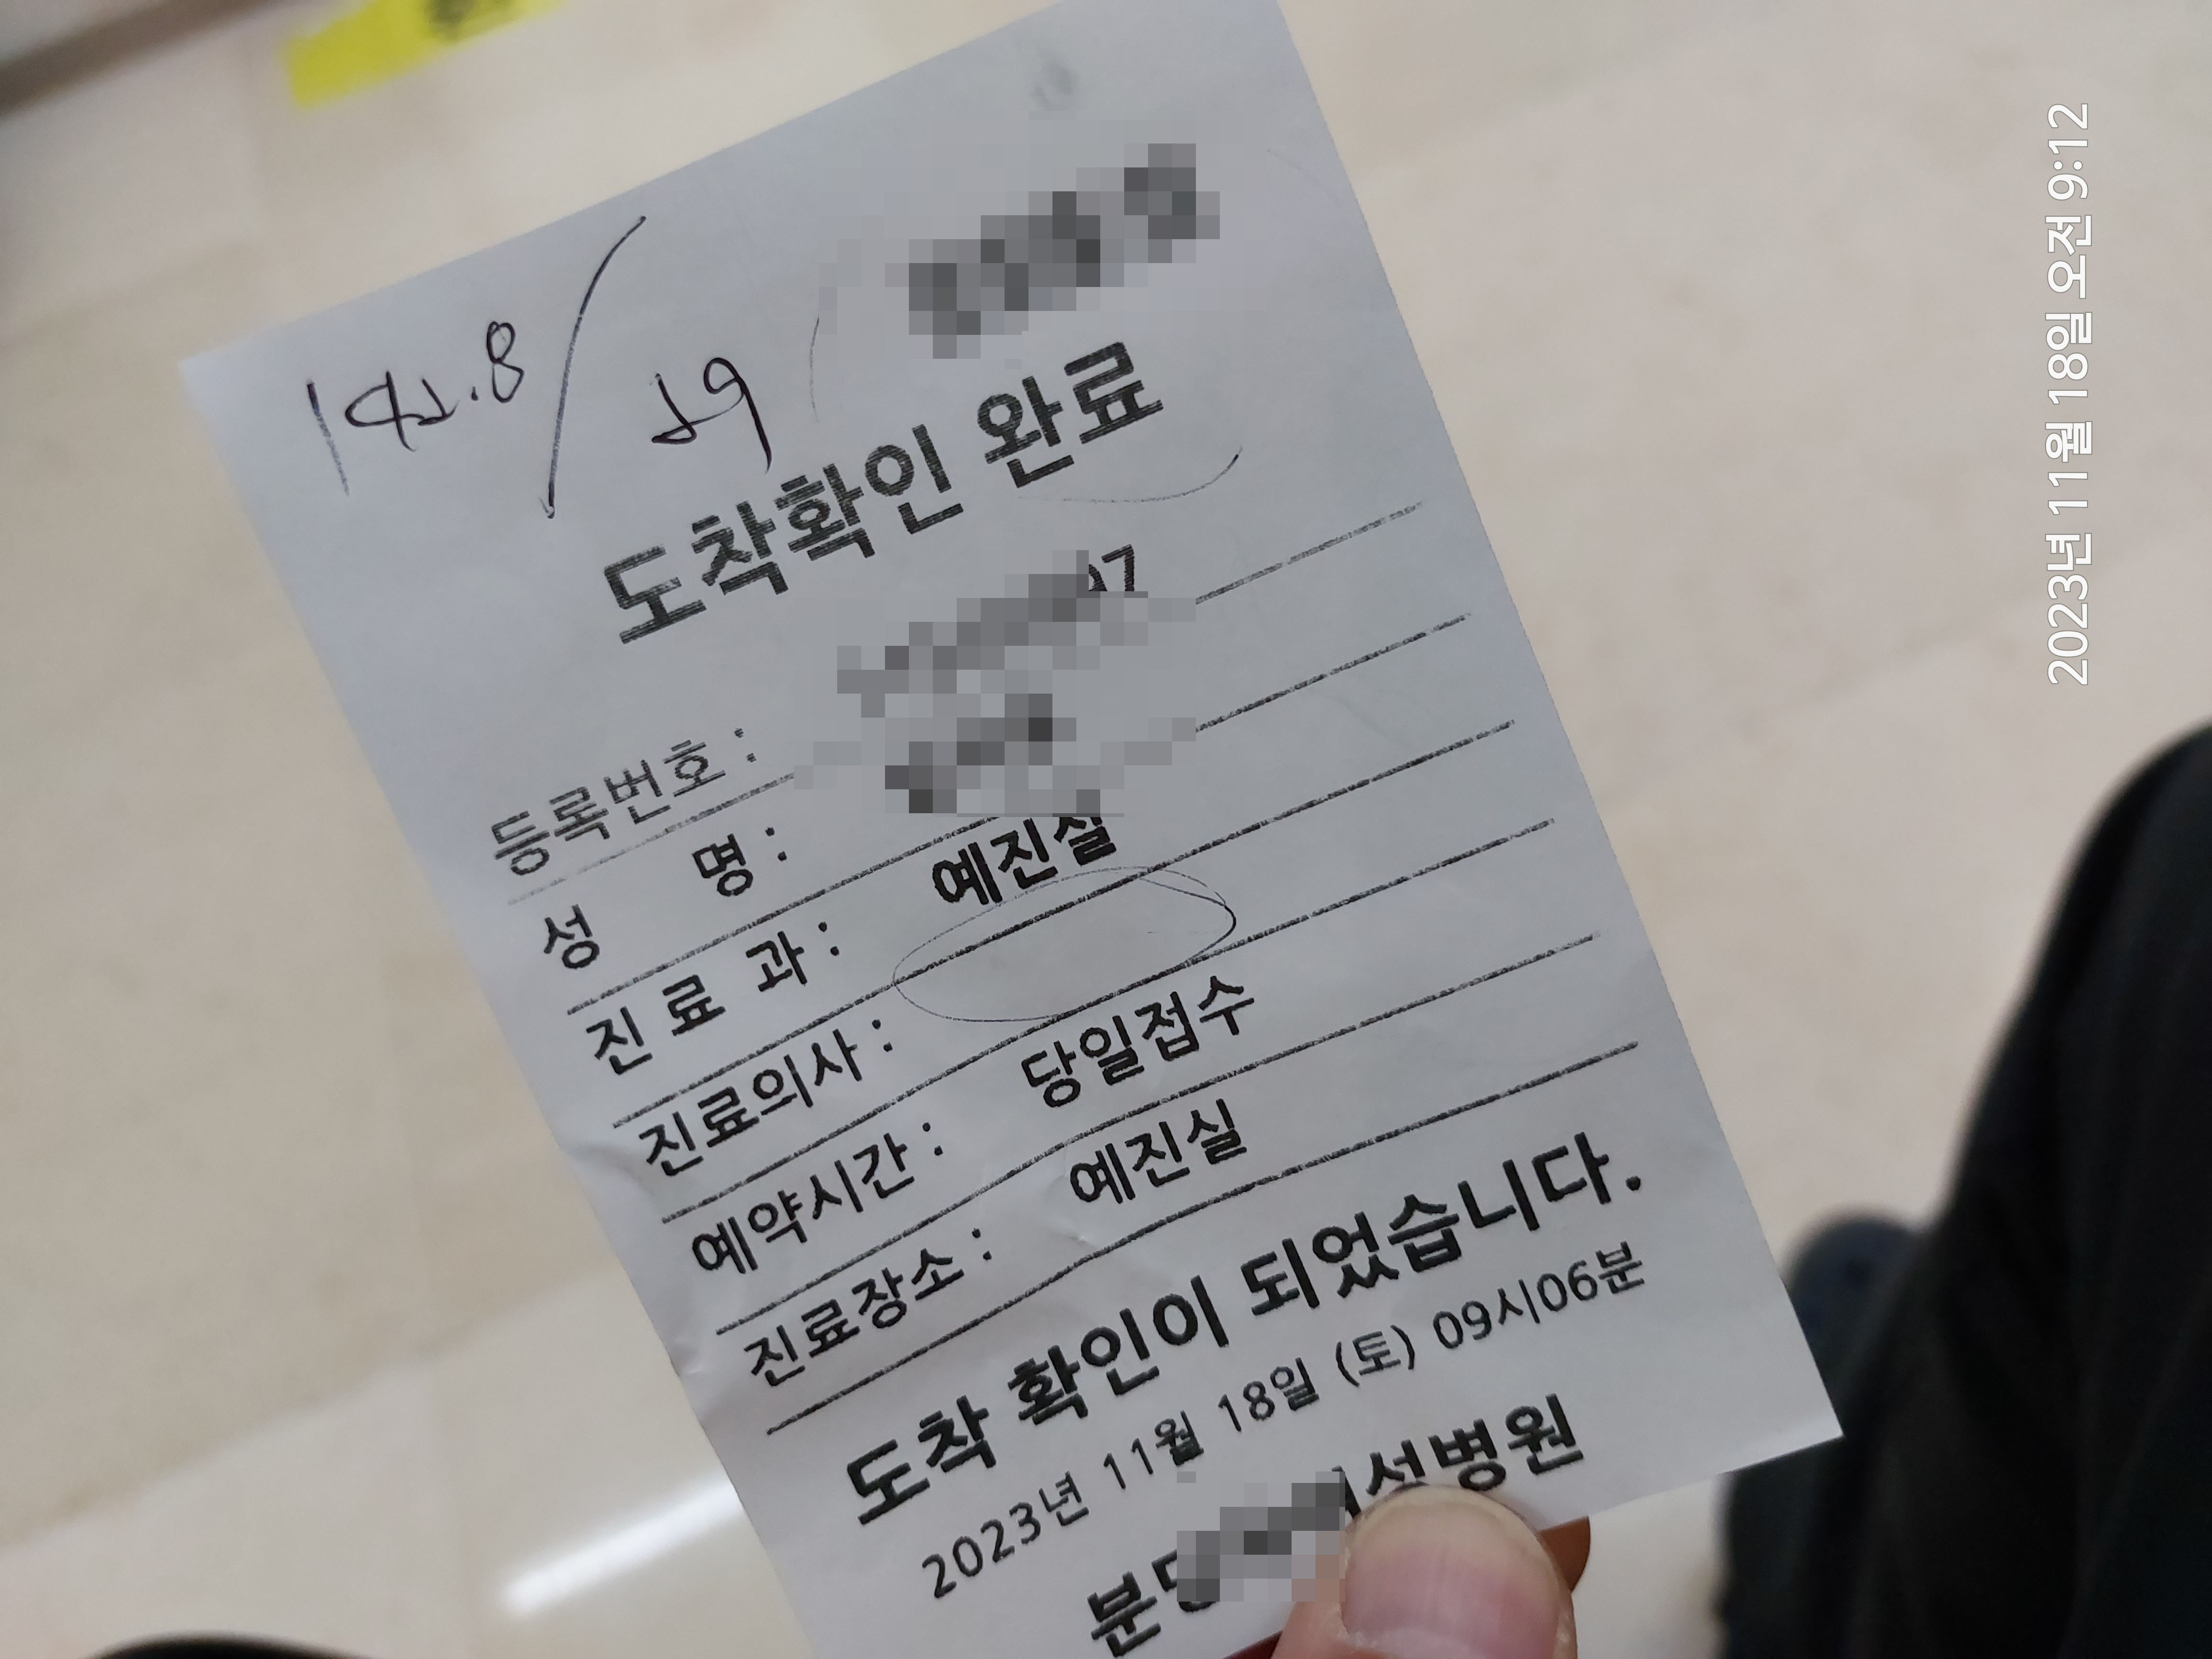 도착확인 완료
등록번호 :
성 명 :
진 료 과 : 예진실
진료의사 :
예약시간 : 당일접수
진료장소 : 예진실
도착 확인이 되었습니다.
2023년 11월 18일 (토) 09시06분
분 성병원
2023년 11월 18일 오전 9:12